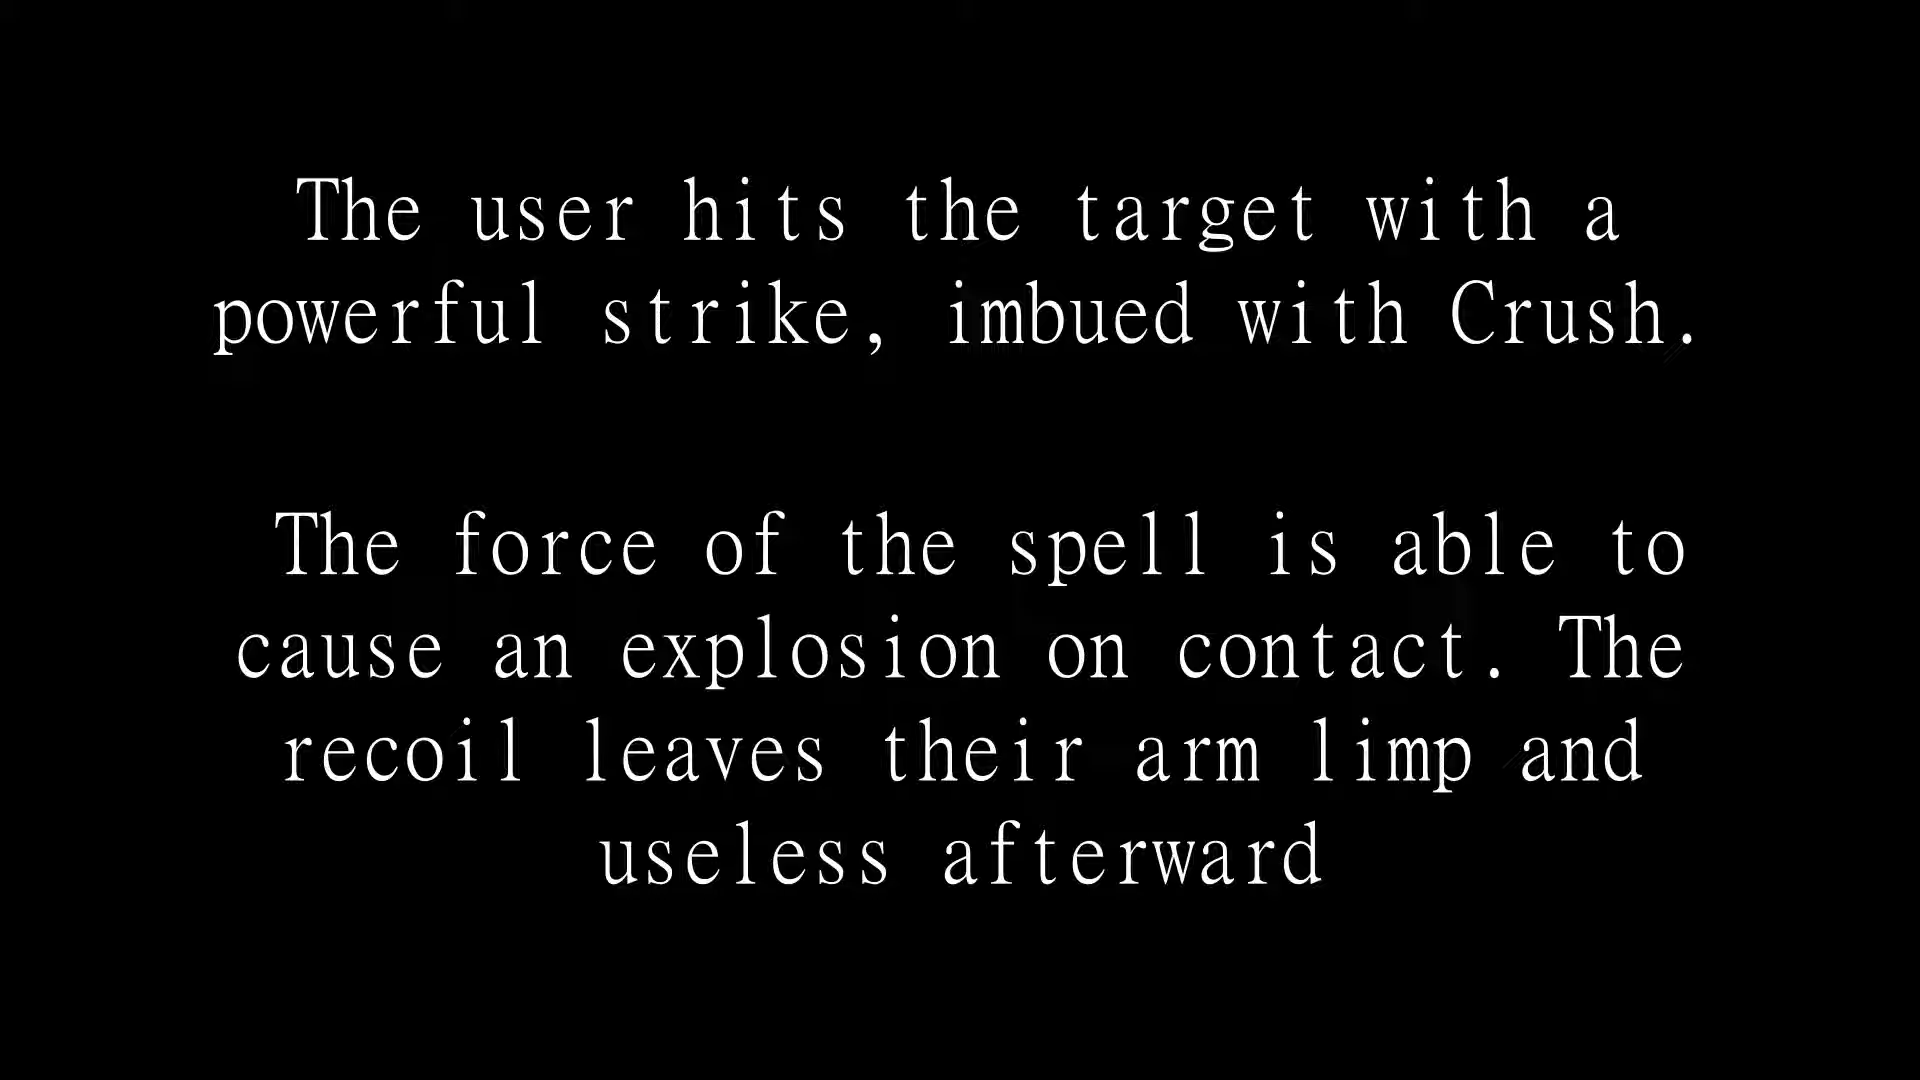 The user hits the target with a
powerful strike, imbued with Crush.
The force of the spell is able to
cause an explosion on contact. The
recoil leaves their arm limp and
useless afterward